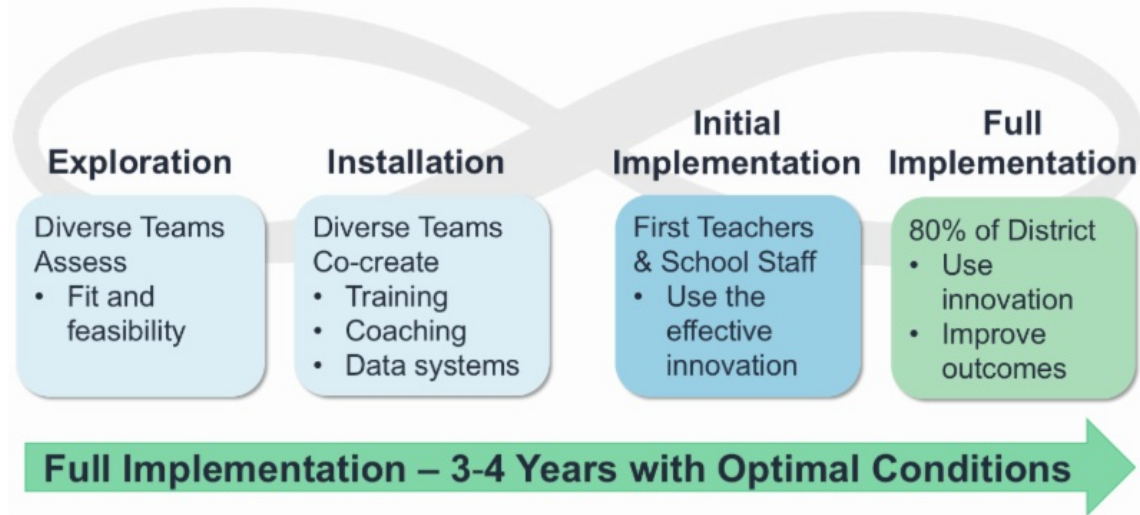 Exploration
Diverse Teams
Assess
• Fit and
feasibility
Installation
Diverse Teams
Co-create
• Training
• Coaching
• Data systems
Initial
Implementation
First Teachers
& School Staff
• Use the
effective
innovation
Full
Implementation
80% of District
• Use
innovation
• Improve
outcomes
Full Implementation – 3-4 Years with Optimal Conditions